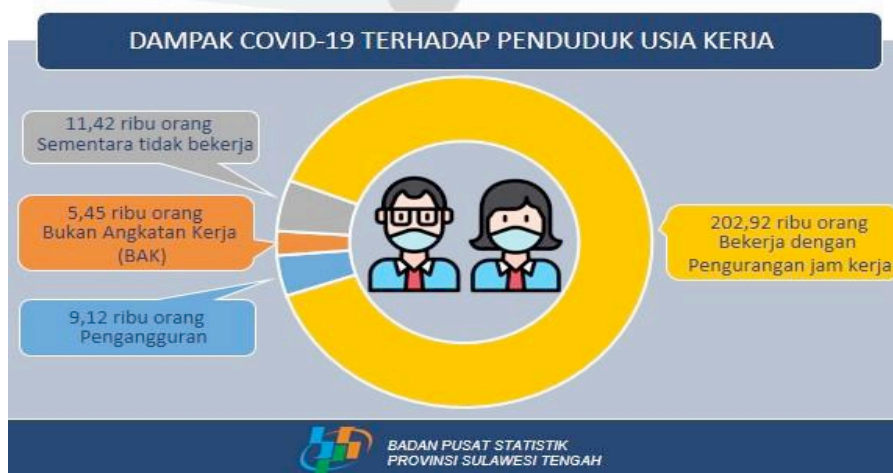 DAMPAK COVID-19 TERHADAP PENDUDUK USIA KERJA
11,42 ribu orang
Sementara tidak bekerja
5,45 ribu orang
Bukan Angkatan Kerja
(BAK)
9,12 ribu orang
Pengangguran
202,92 ribu orang
Bekerja dengan
Pengurangan jam kerja
BADAN PUSAT STATISTIK
PROVINSI SULAWESI TENGAH